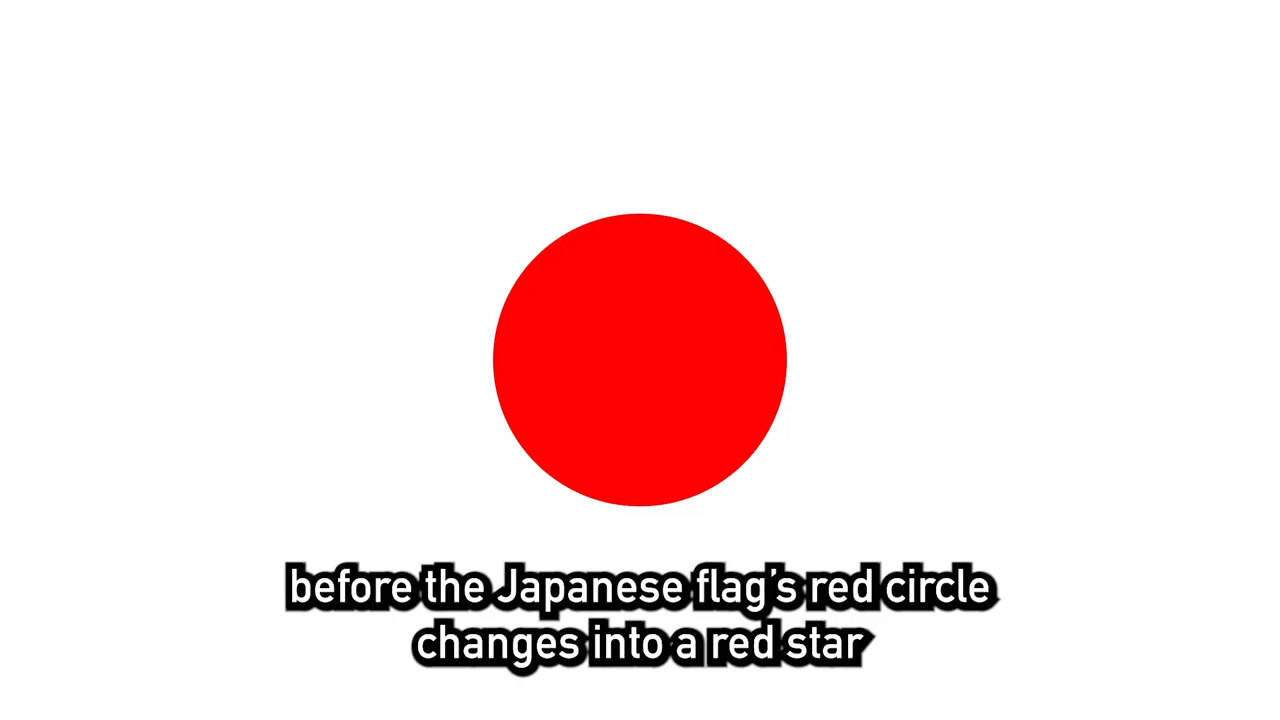 before the Japanese flag's red circle
changes into a red star